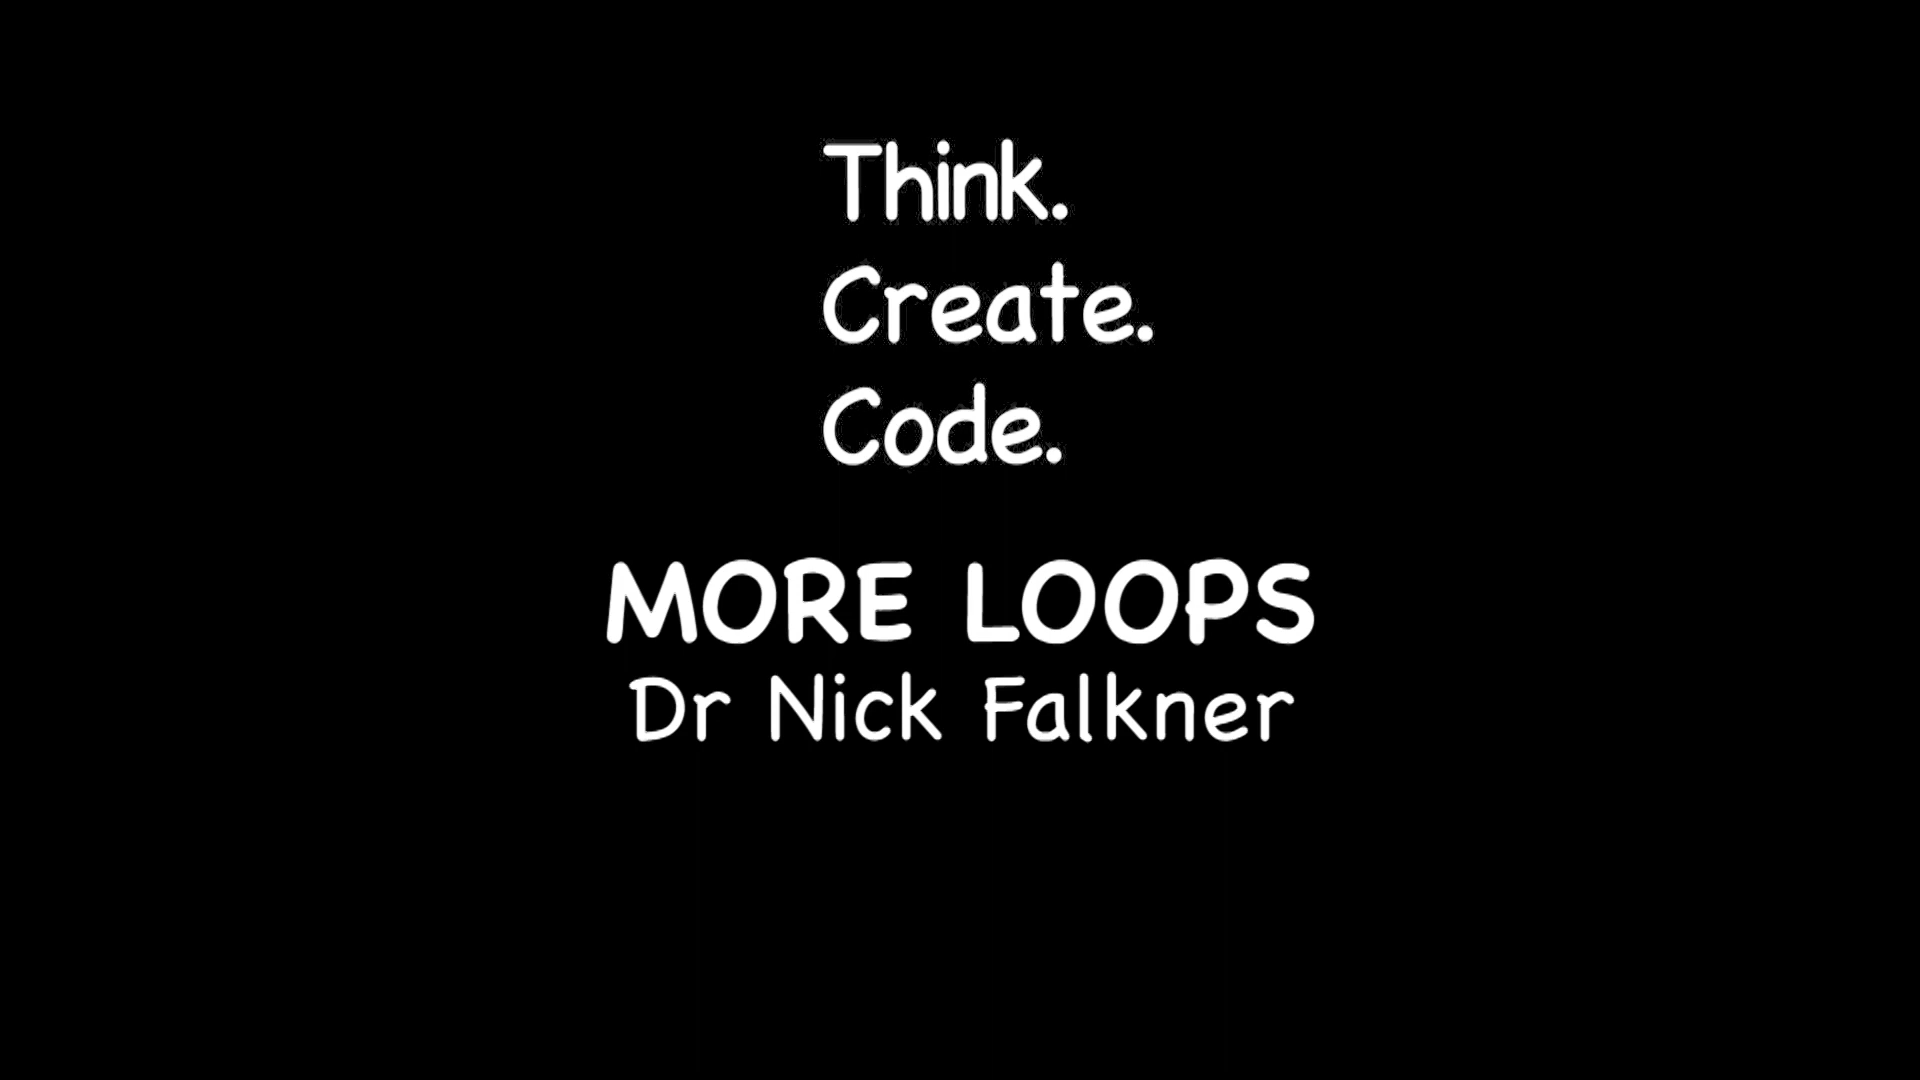 Think.
Create.
Code.
MORE LOOPS
Dr Nick Falkner